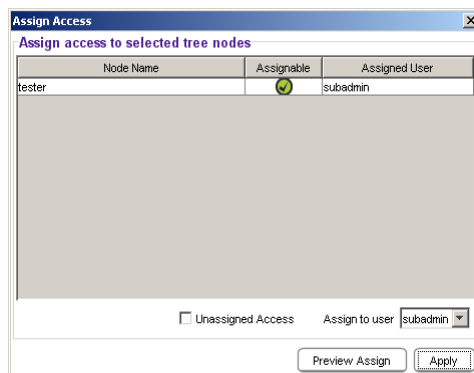 Assign Access
Assign access to selected tree nodes
Node Name Assignable Assigned User
tester subadmin
Unassigned Access Assign to user subadmin
Preview Assign Apply